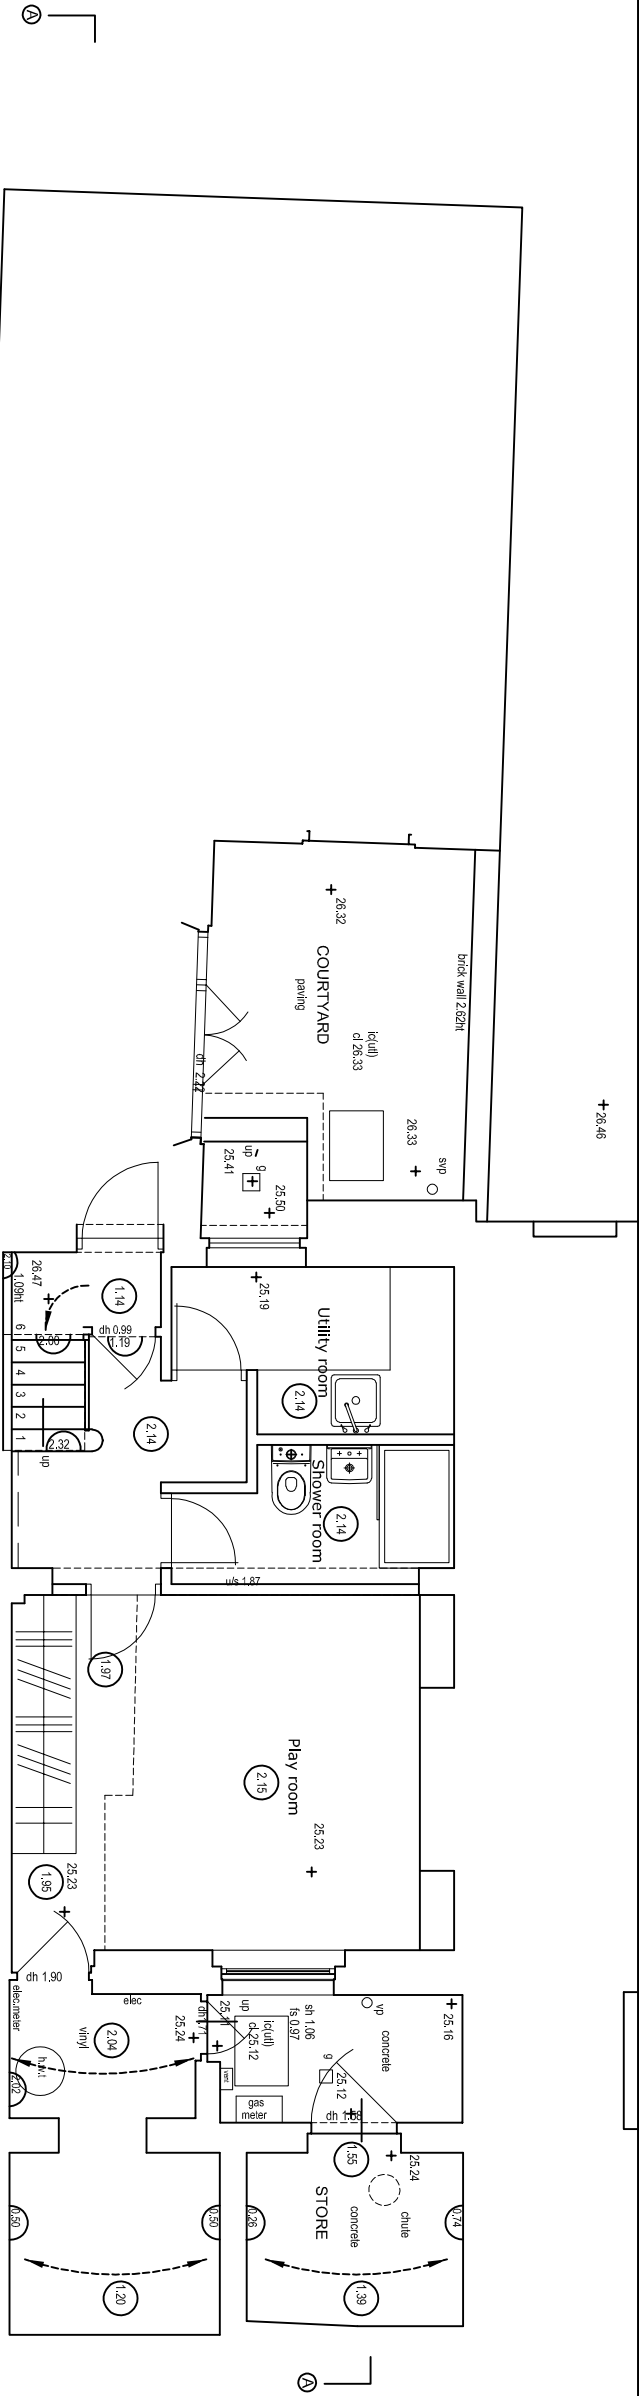 A
26.32
COURTYARD
paving
brick wall 2.62ht
ic(utl)
cl 26.33
26.46
dh 2.22
26.33
svp
up
g
25.41
25.50
25.19
Utility room
2.14
26.47
1.09ht
2.10
1.14
dh 0.99
1.19
6
5
4
3
2
1
2.32
up
2.14
Shower room
2.14
u/s 1.87
1.97
Play room
2.15
25.23
1.95
25.23
dh 1.90
elec.meter
elec
vinyl
2.04
25.24
h.w.t
2.02
up
ic(utl)
cl 25.12
sh 1.06
fs 0.97
vp
25.16
concrete
g
25.12
vent
gas
meter
1.55
25.24
STORE
concrete
chute
0.50
0.50
0.26
0.74
1.20
1.39
A